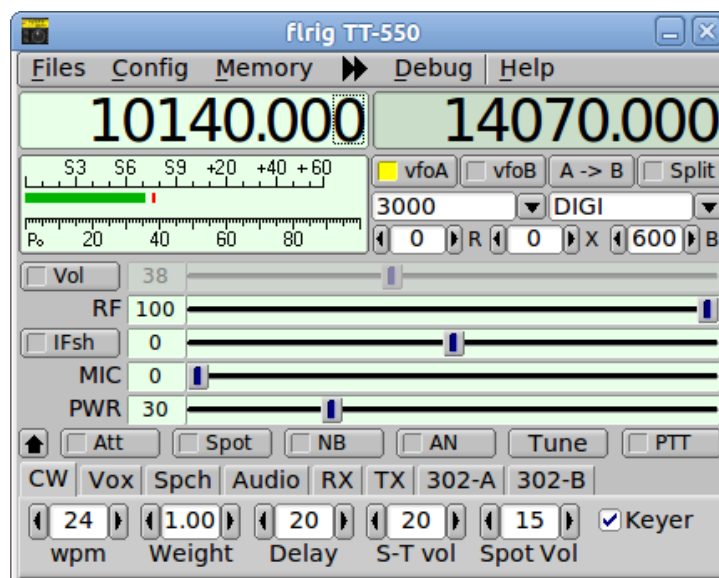 flrig TT-550
Files Config Memory Debug Help
10140.000 14070.000
S3 S6 S9 +20 +40 +60
vfoA vfoB A -> B Split
3000 DIGI
Po 20 40 60 80
0 R 0 X 600 B
Vol 38
RF 100
IFsh 0
MIC 0
PWR 30
Att Spot NB AN Tune PTT
CW Vox Spch Audio RX TX 302-A 302-B
24 1.00 20 20 15 Keyer
wpm Weight Delay S-T vol Spot Vol